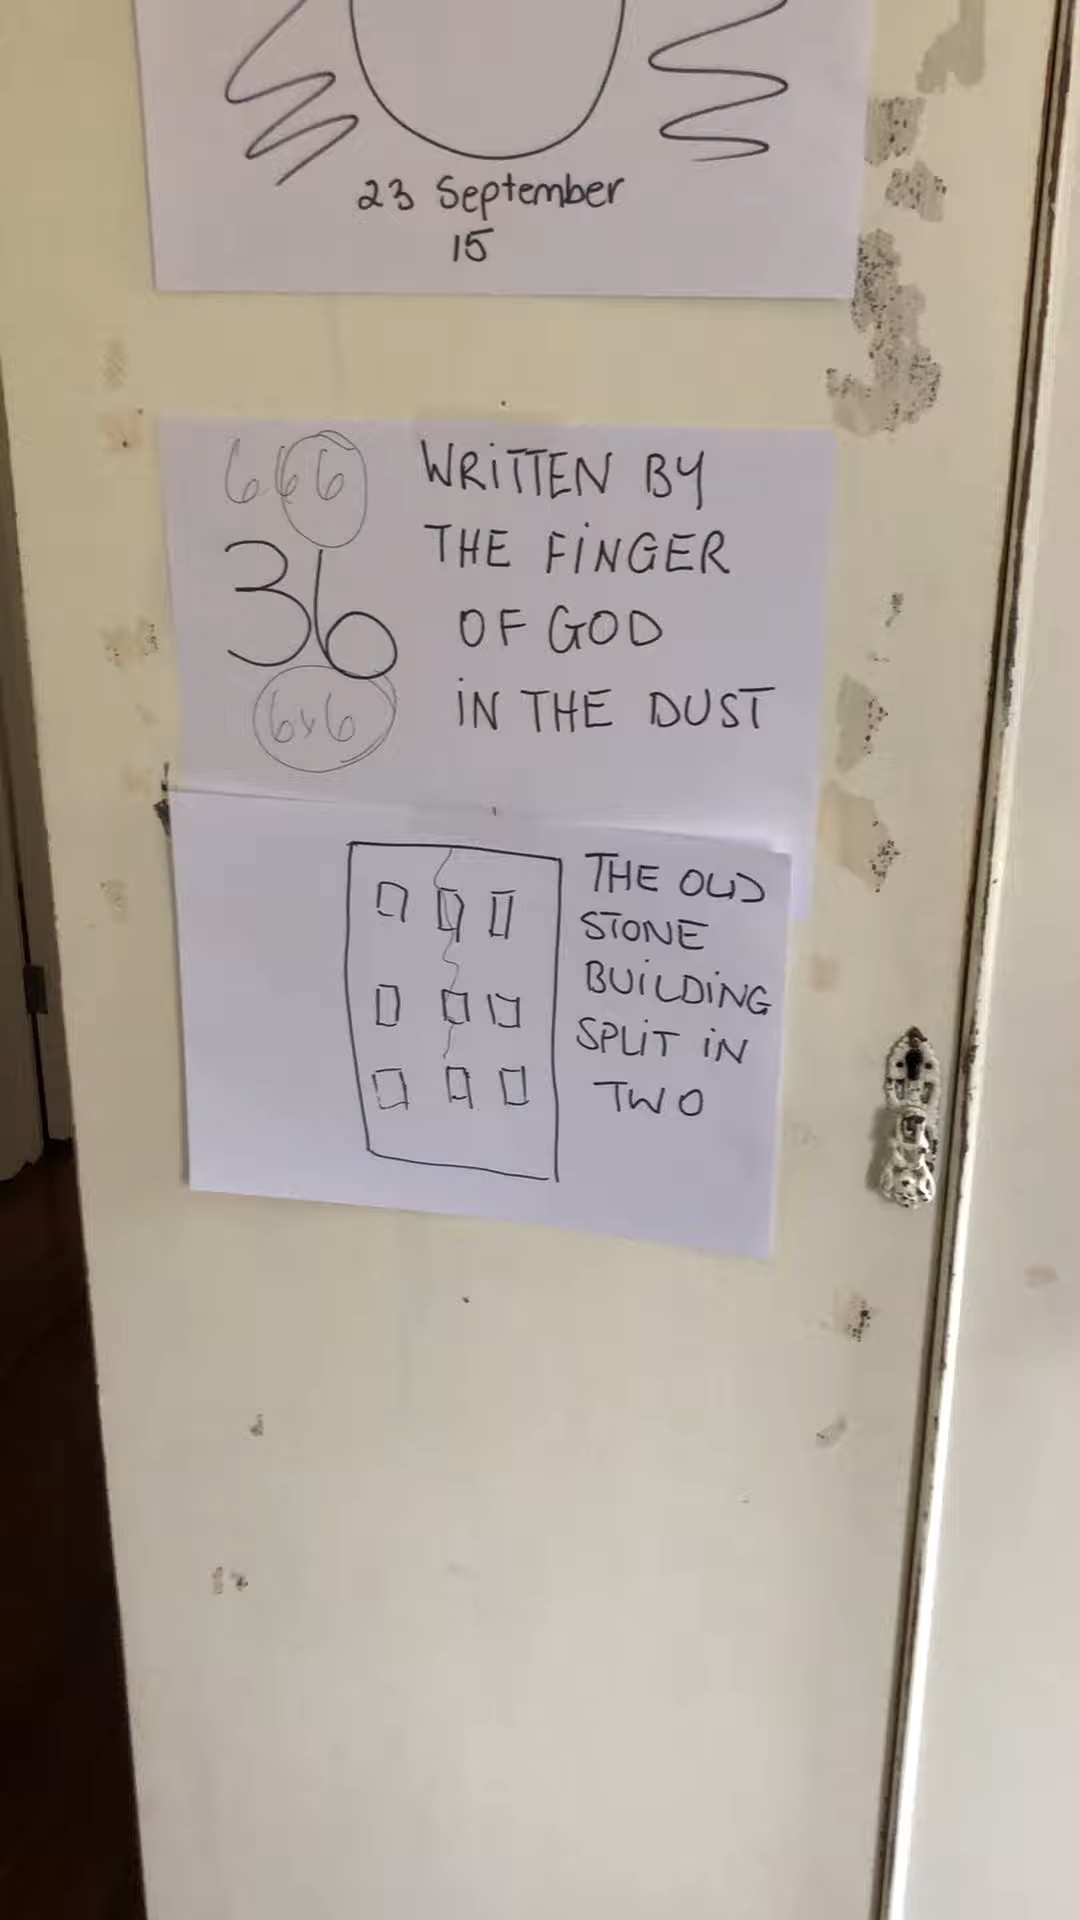 23 September
15
666
WRITTEN BY
THE FINGER
36
OF GOD
6x6
IN THE DUST
THE OLD
STONE
BUILDING
SPLIT IN
TWO